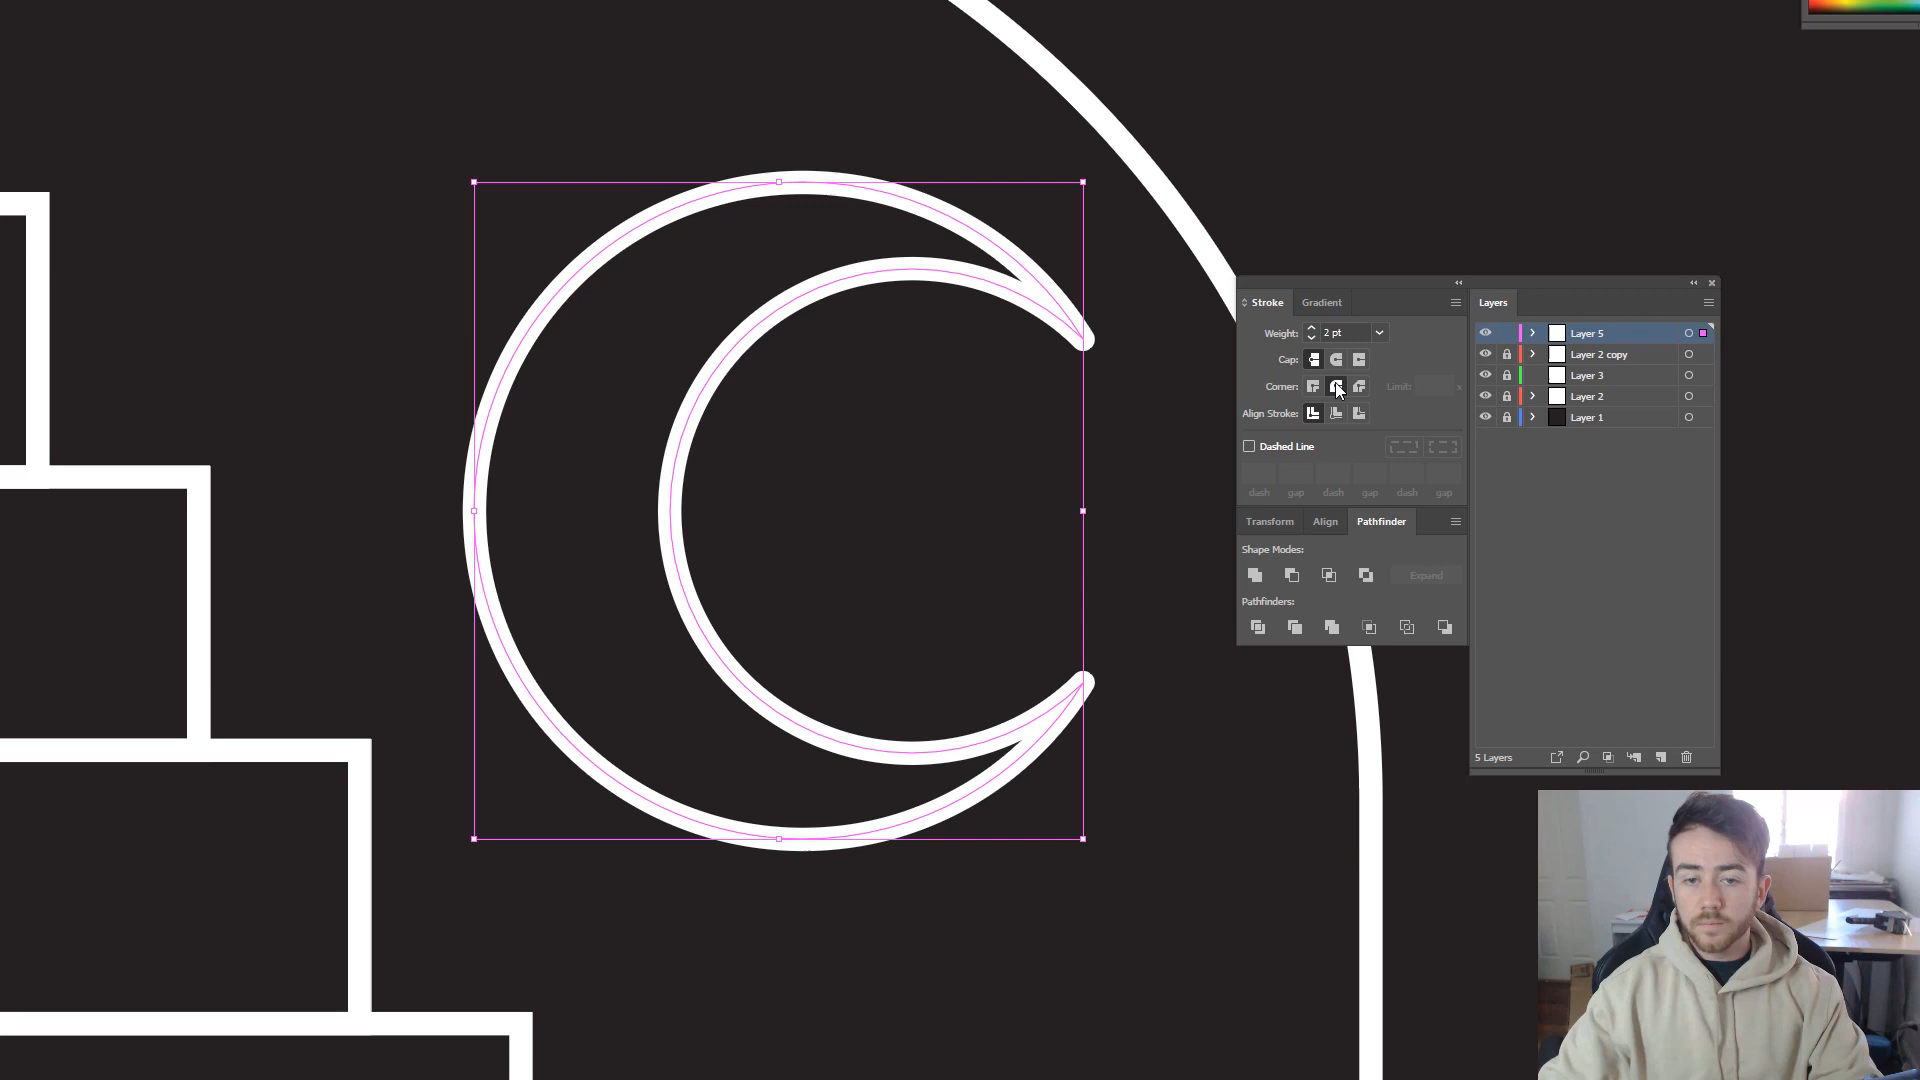 Stroke
Gradient
Weight: 2 pt
Cap:
Corner:
Limit: x
Align Stroke:
Dashed Line
dash gap dash gap dash gap
Transform
Align
Pathfinder
Shape Modes:
Expand
Pathfinders:
Layers
Layer 5
Layer 2 copy
Layer 3
Layer 2
Layer 1
5 Layers